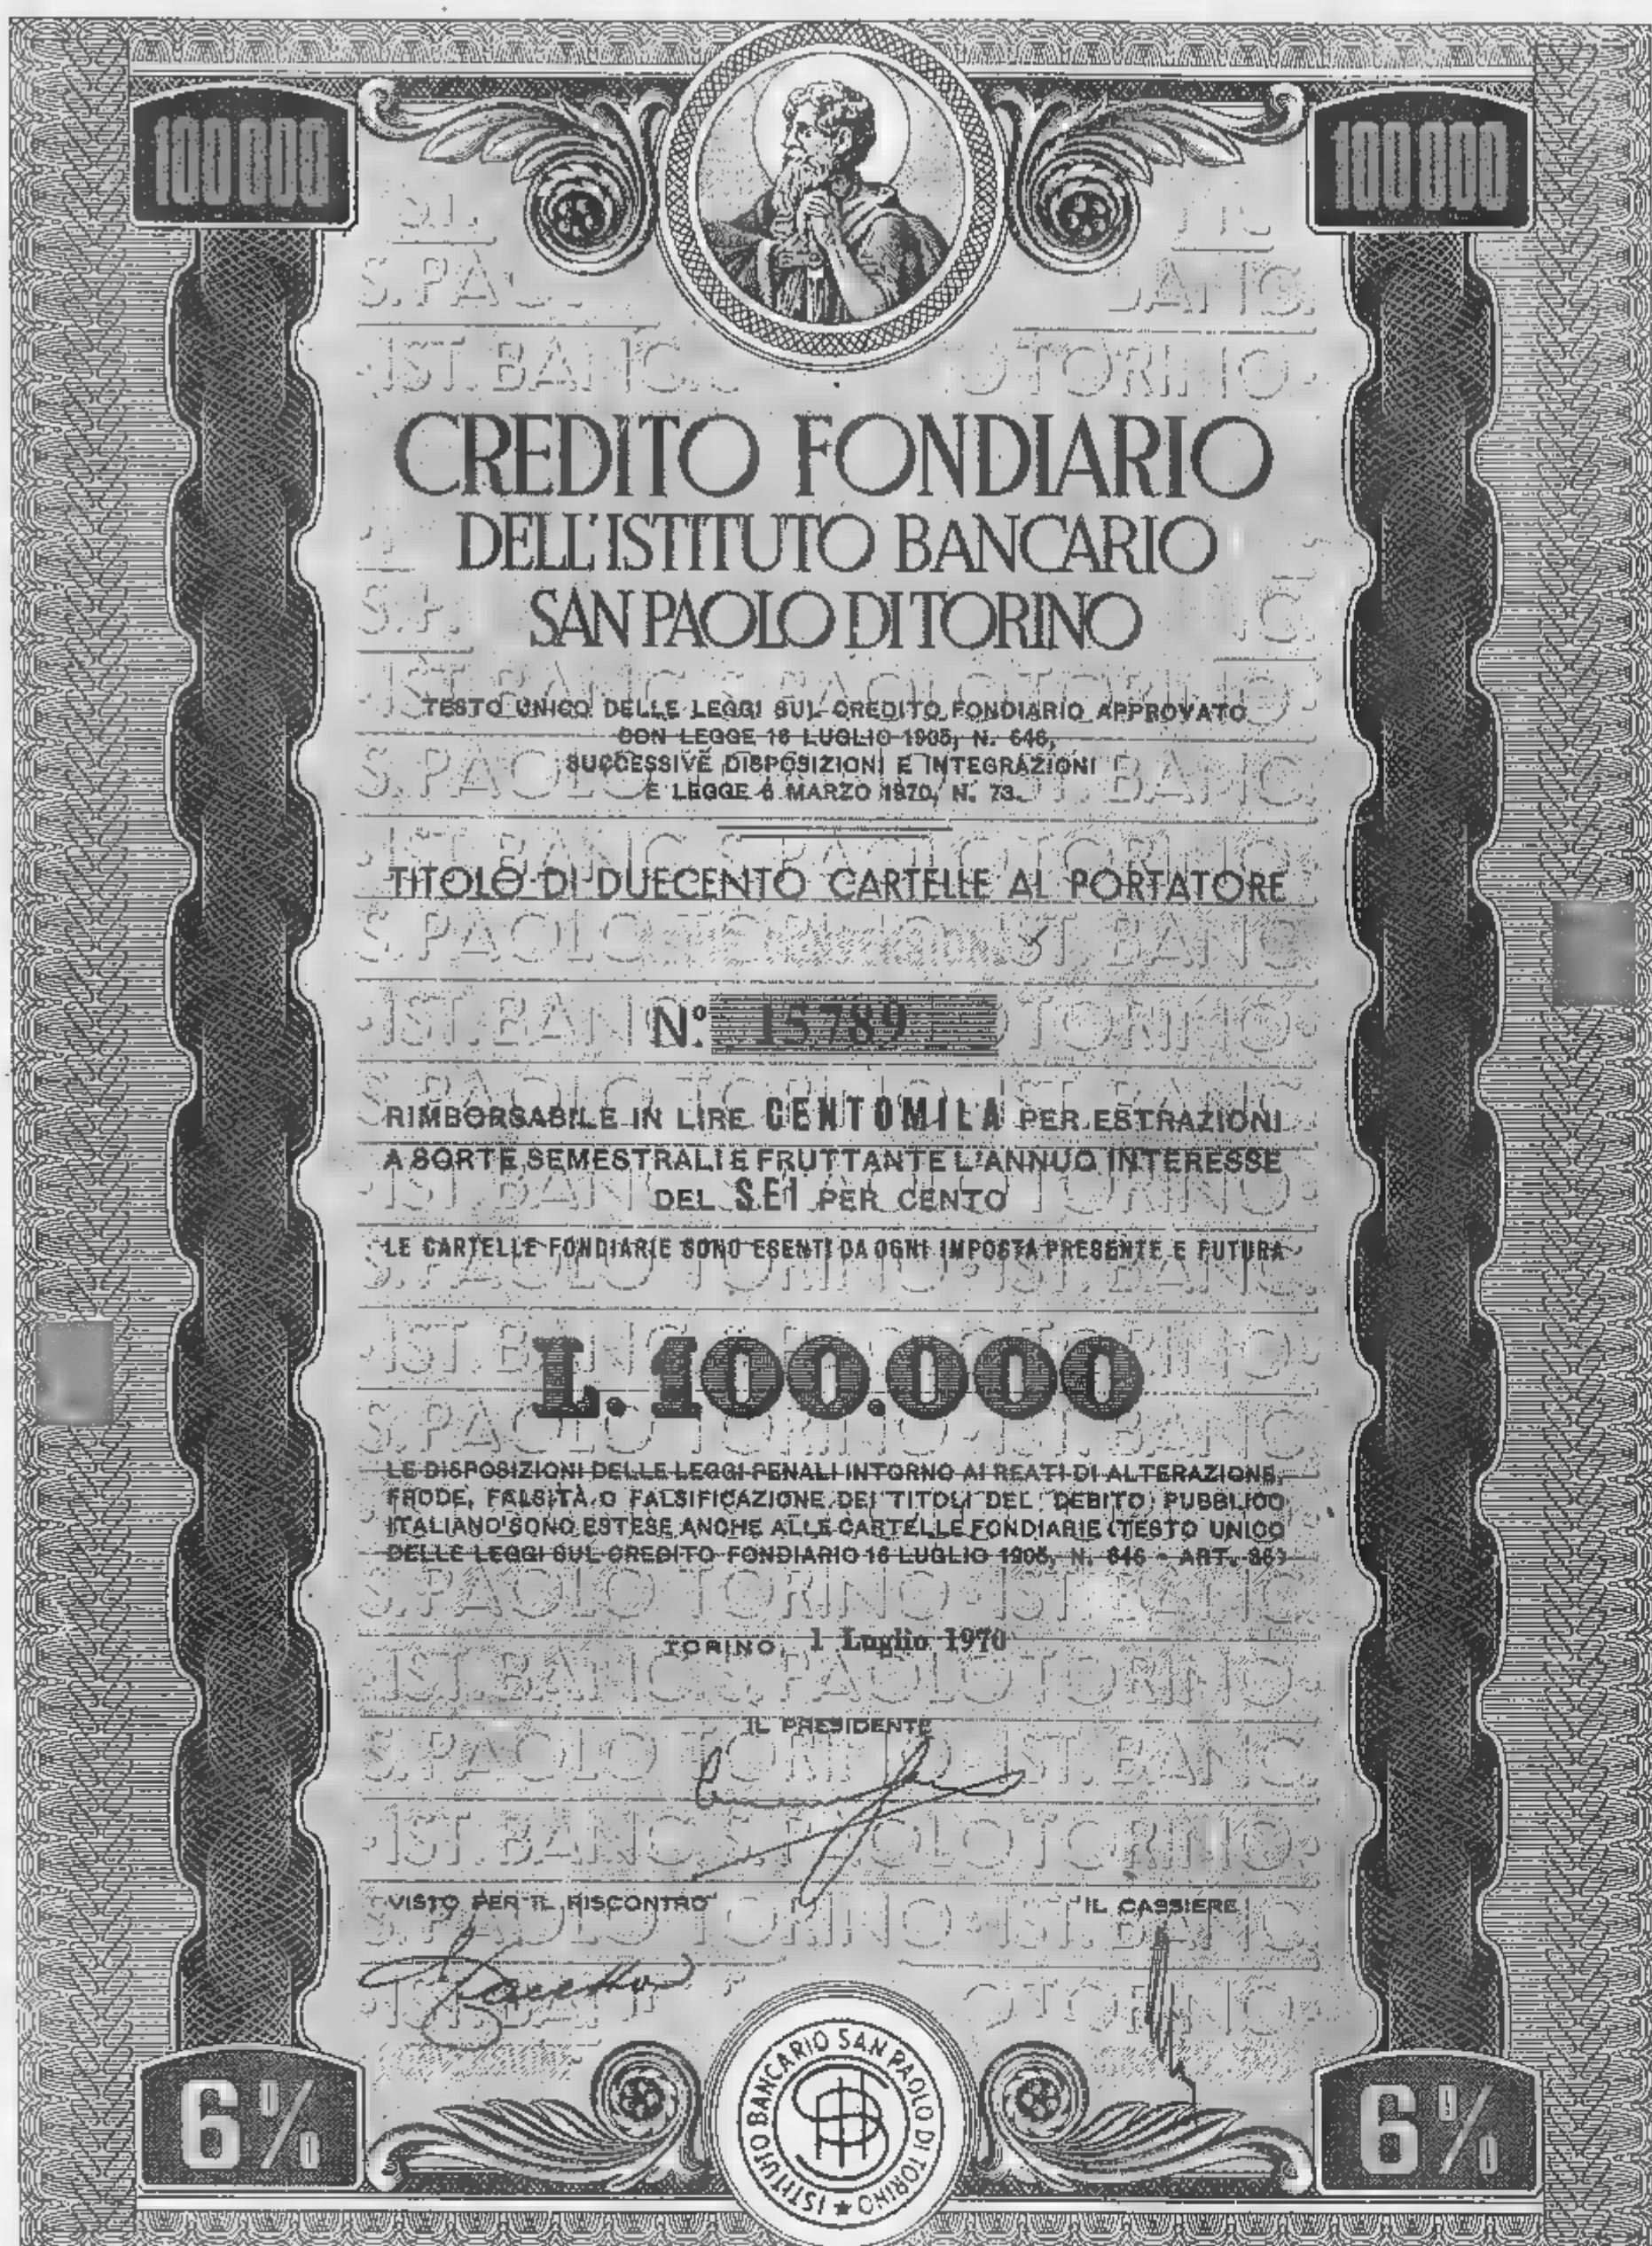 100 000
100 000
CREDITO FONDIARIO
DELL'ISTITUTO BANCARIO
SAN PAOLO DI TORINO
TESTO UNICO DELLE LEGGI SUL CREDITO FONDIARIO APPROVATO
CON LEGGE 16 LUGLIO 1905, N. 646,
SUCCESSIVE DISPOSIZIONI E INTEGRAZIONI
E LEGGE 6 MARZO 1970, N. 73.
TITOLO DI DUECENTO CARTELLE AL PORTATORE
N.º 15789
RIMBORSABILE IN LIRE CENTOMILA PER ESTRAZIONI
A SORTE SEMESTRALI E FRUTTANTE L'ANNUO INTERESSE
DEL SEI PER CENTO
LE CARTELLE FONDIARIE SONO ESENTI DA OGNI IMPOSTA PRESENTE E FUTURA
L. 100.000
LE DISPOSIZIONI DELLE LEGGI PENALI INTORNO AI REATI DI ALTERAZIONE,
FRODE, FALSITÀ O FALSIFICAZIONE DEI TITOLI DEL DEBITO PUBBLICO
ITALIANO SONO ESTESE ANCHE ALLE CARTELLE FONDIARIE (TESTO UNICO
DELLE LEGGI SUL CREDITO FONDIARIO 16 LUGLIO 1905, N. 646 - ART. 86)
TORINO, 1 Luglio 1970
IL PRESIDENTE
VISTO PER IL RISCONTRO
IL CASSIERE
6%
ISTITUTO BANCARIO SAN PAOLO DI TORINO
6%